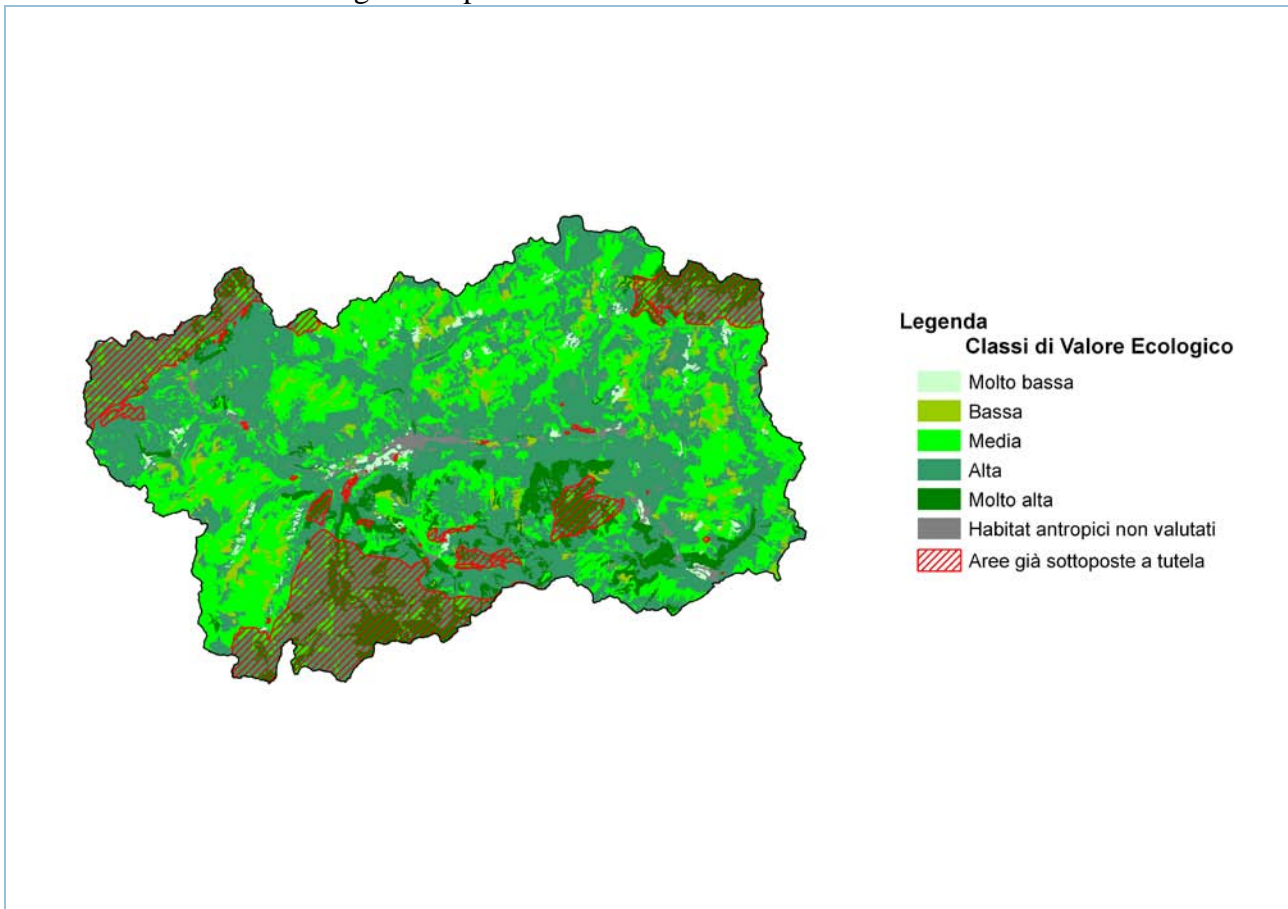 Legenda
Classi di Valore Ecologico
Molto bassa
Bassa
Media
Alta
Molto alta
Habitat antropici non valutati
Aree già sottoposte a tutela